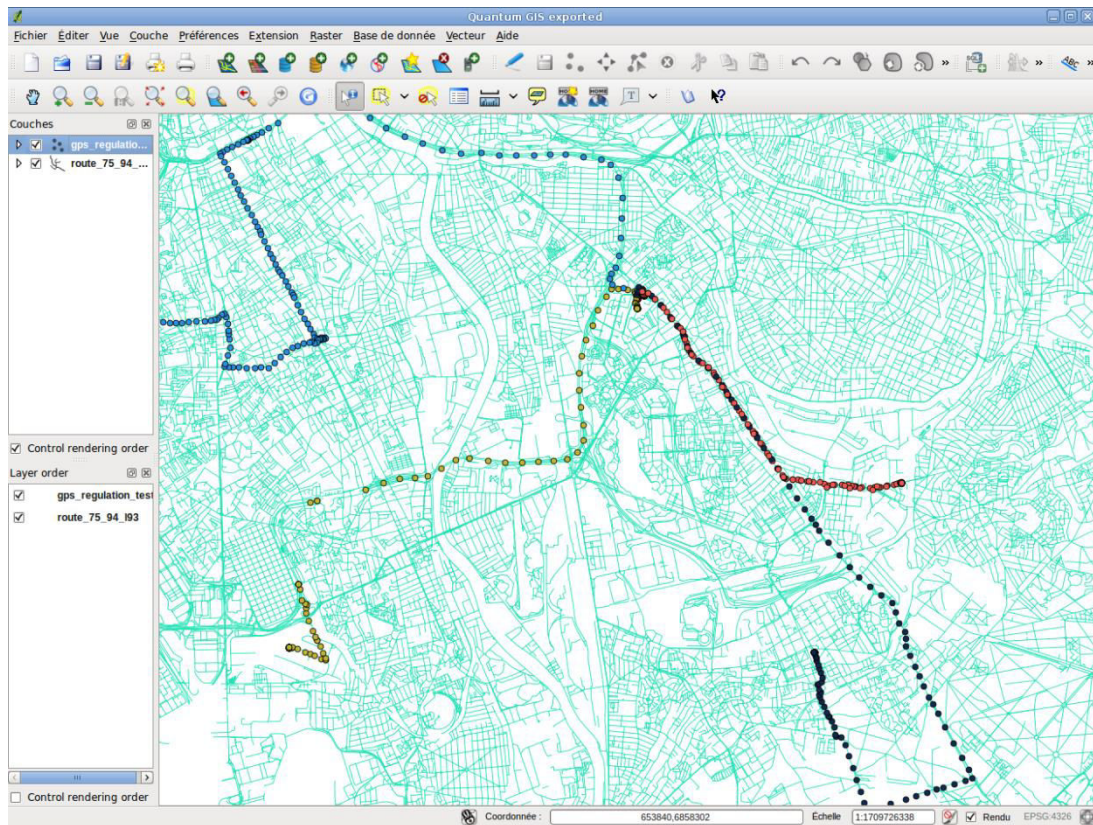 Quantum GIS exported
Fichier Éditer Vue Couche Préférences Extension Raster Base de donnée Vecteur Aide
» » ABC »
Couches
gps_regulatio...
route_75_94_...
Control rendering order
Layer order
gps_regulation_test
route_75_94_l93
Control rendering order
Coordonnée : 653840,6858302 Échelle 1:1709726338 Rendu EPSG:4326